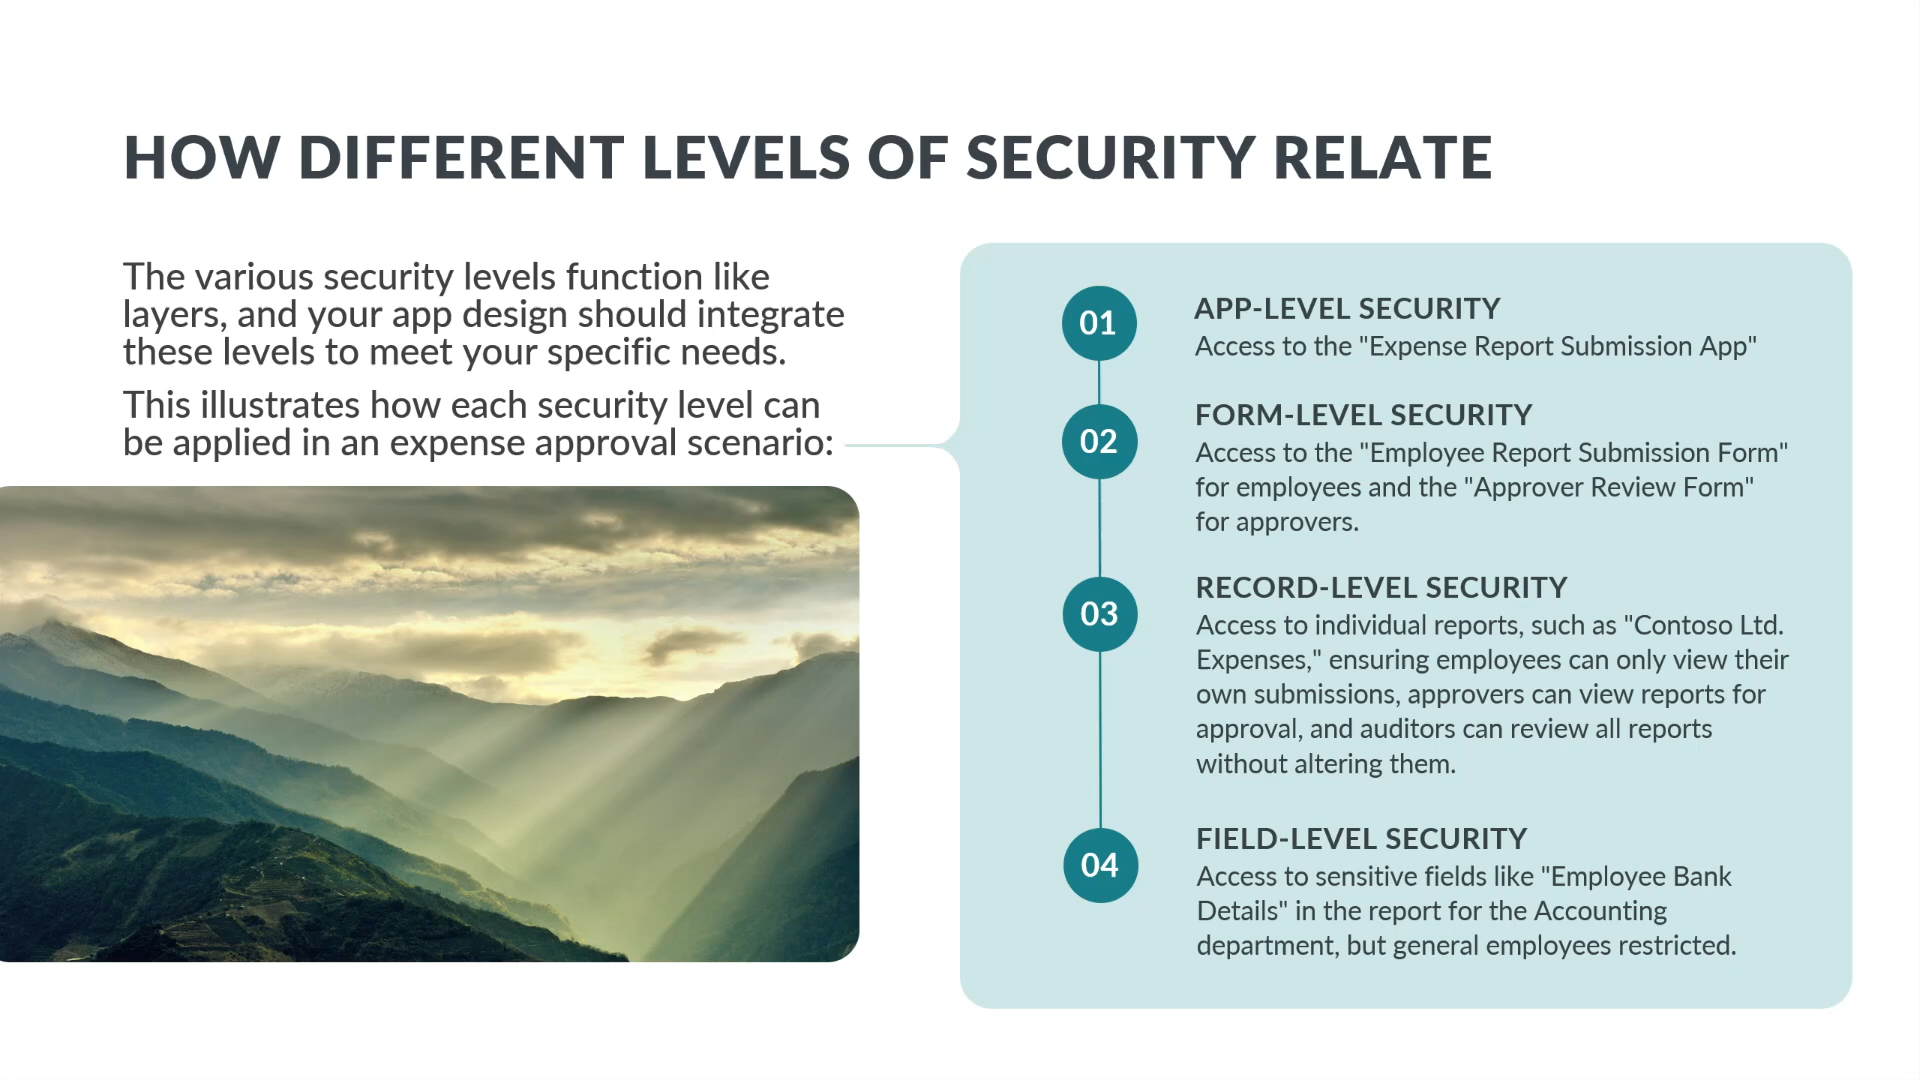 HOW DIFFERENT LEVELS OF SECURITY RELATE
The various security levels function like
layers, and your app design should integrate
these levels to meet your specific needs.
This illustrates how each security level can
be applied in an expense approval scenario:
01
APP-LEVEL SECURITY
Access to the "Expense Report Submission App"
02
FORM-LEVEL SECURITY
Access to the "Employee Report Submission Form"
for employees and the "Approver Review Form"
for approvers.
03
RECORD-LEVEL SECURITY
Access to individual reports, such as "Contoso Ltd.
Expenses," ensuring employees can only view their
own submissions, approvers can view reports for
approval, and auditors can review all reports
without altering them.
04
FIELD-LEVEL SECURITY
Access to sensitive fields like "Employee Bank
Details" in the report for the Accounting
department, but general employees restricted.